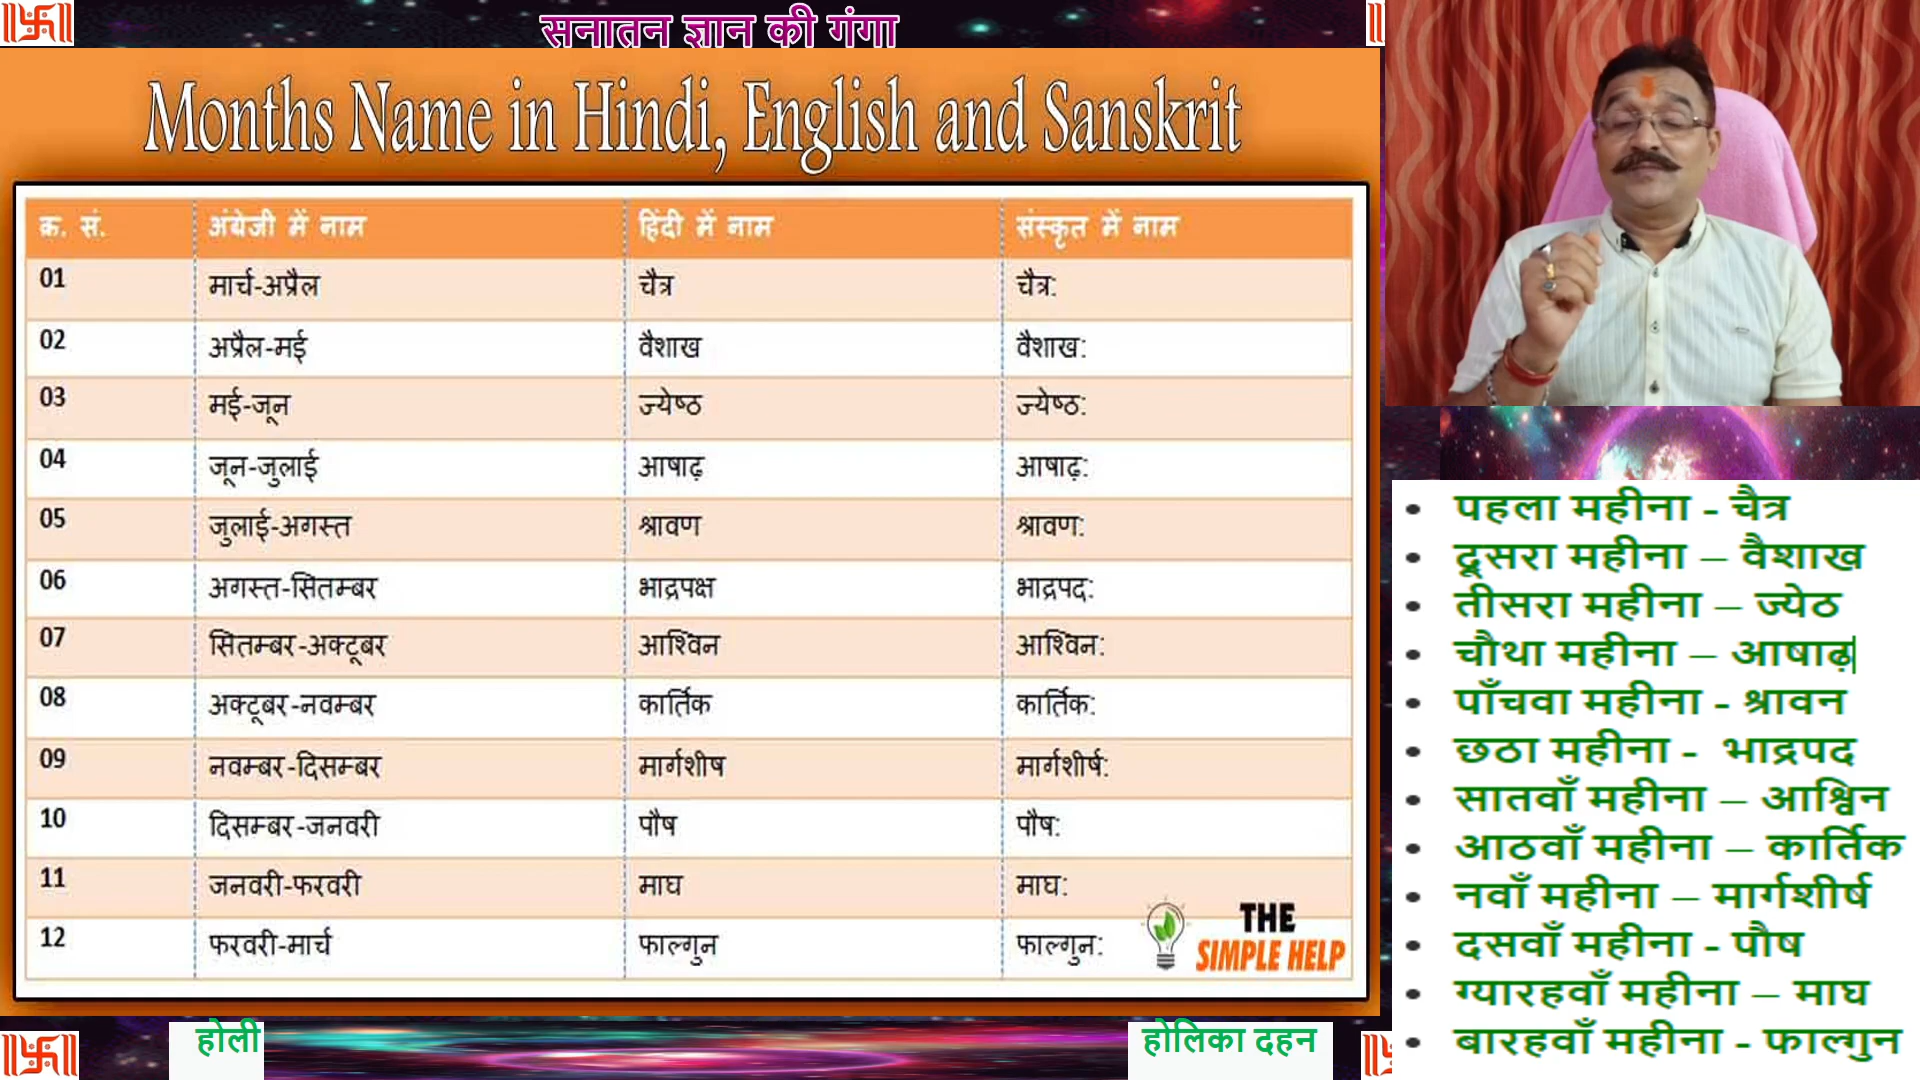 सनातन ज्ञान की गंगा
Months Name in Hindi, English and Sanskrit
क्र. सं. अंग्रेजी में नाम हिंदी में नाम संस्कृत में नाम
01 मार्च-अप्रैल चैत्र चैत्र:
02 अप्रैल-मई वैशाख वैशाख:
03 मई-जून ज्येष्ठ ज्येष्ठ:
04 जून-जुलाई आषाढ़ आषाढ़:
05 जुलाई-अगस्त श्रावण श्रावण:
06 अगस्त-सितम्बर भाद्रपक्ष भाद्रपद:
07 सितम्बर-अक्टूबर आश्विन आश्विन:
08 अक्टूबर-नवम्बर कार्तिक कार्तिक:
09 नवम्बर-दिसम्बर मार्गशीष मार्गशीर्ष:
10 दिसम्बर-जनवरी पौष पौष:
11 जनवरी-फरवरी माघ माघ:
12 फरवरी-मार्च फाल्गुन फाल्गुन:
THE
SIMPLE HELP
• पहला महीना - चैत्र
• दूसरा महीना – वैशाख
• तीसरा महीना – ज्येठ
• चौथा महीना – आषाढ़
• पाँचवा महीना - श्रावन
• छठा महीना - भाद्रपद
• सातवाँ महीना – आश्विन
• आठवाँ महीना – कार्तिक
• नवाँ महीना – मार्गशीर्ष
• दसवाँ महीना - पौष
• ग्यारहवाँ महीना – माघ
• बारहवाँ महीना - फाल्गुन
होली
होलिका दहन